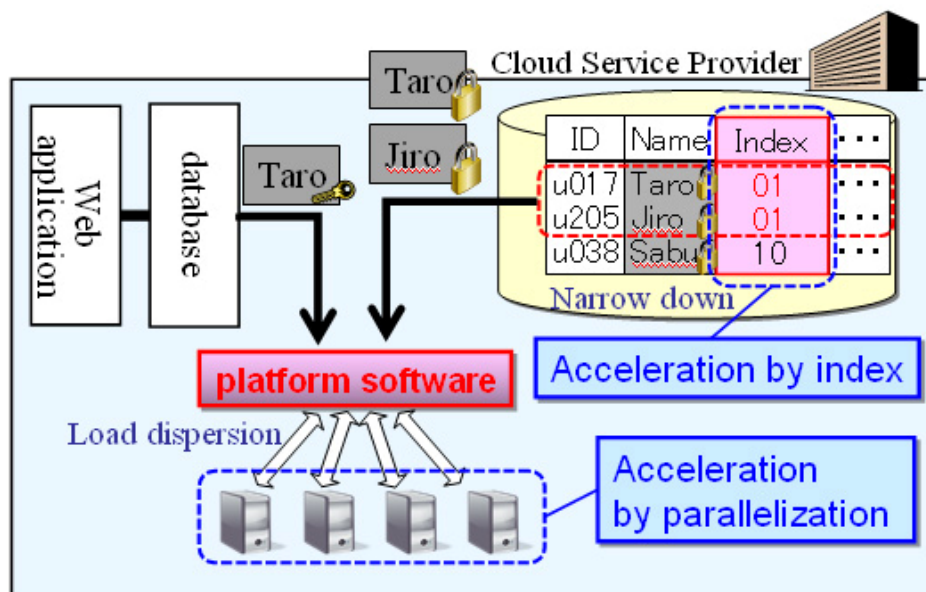 Cloud Service Provider
Taro
Jiro
Web
application
database
Taro
ID Name Index ･･･
u017 Taro 01 ･･･
u205 Jiro 01 ･･･
u038 Sabu 10 ･･･
Narrow down
Acceleration by index
platform software
Load dispersion
Acceleration
by parallelization